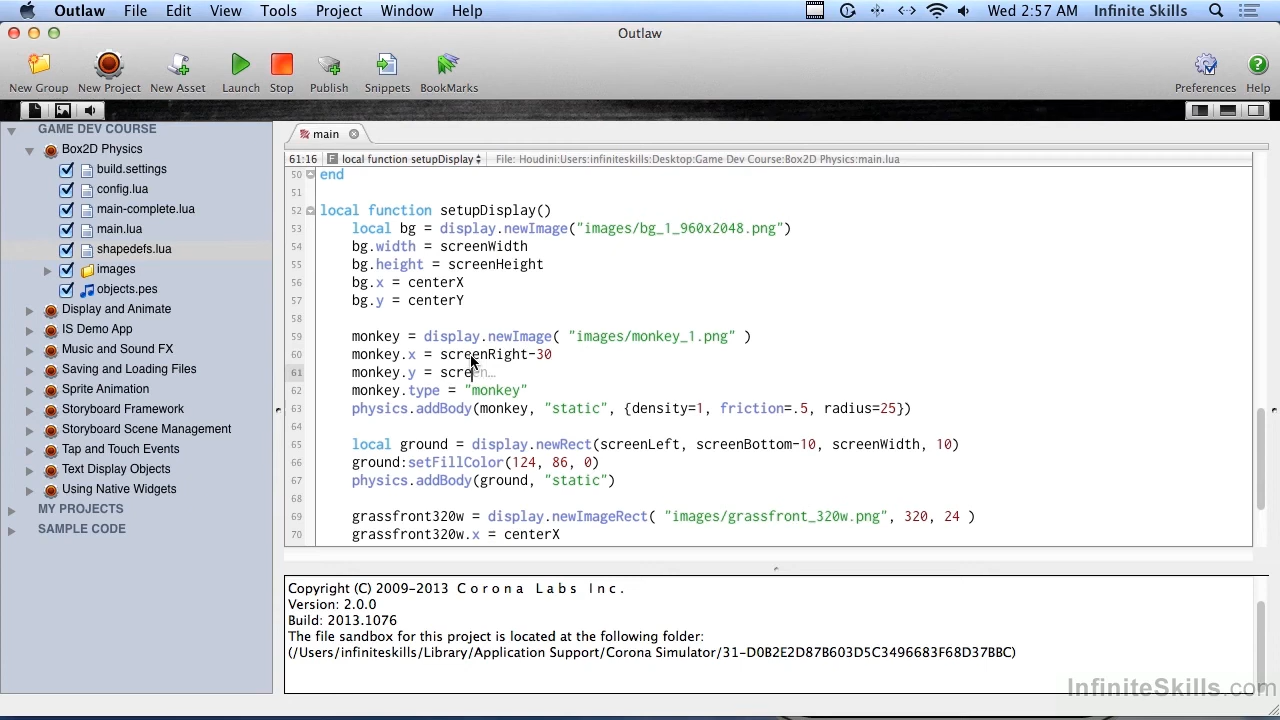 Outlaw File Edit View Tools Project Window Help Wed 2:57 AM Infinite Skills
Outlaw
New Group New Project New Asset Launch Stop Publish Snippets BookMarks Preferences Help
GAME DEV COURSE
Box2D Physics
build.settings
config.lua
main-complete.lua
main.lua
shapedefs.lua
images
objects.pes
Display and Animate
IS Demo App
Music and Sound FX
Saving and Loading Files
Sprite Animation
Storyboard Framework
Storyboard Scene Management
Tap and Touch Events
Text Display Objects
Using Native Widgets
MY PROJECTS
SAMPLE CODE
main
61:16 F local function setupDisplay File: Houdini:Users:infiniteskills:Desktop:Game Dev Course:Box2D Physics:main.lua
50 end
51
52 local function setupDisplay()
53 local bg = display.newImage("images/bg_1_960x2048.png")
54 bg.width = screenWidth
55 bg.height = screenHeight
56 bg.x = centerX
57 bg.y = centerY
58
59 monkey = display.newImage( "images/monkey_1.png" )
60 monkey.x = screenRight-30
61 monkey.y = screen…
62 monkey.type = "monkey"
63 physics.addBody(monkey, "static", {density=1, friction=.5, radius=25})
64
65 local ground = display.newRect(screenLeft, screenBottom-10, screenWidth, 10)
66 ground:setFillColor(124, 86, 0)
67 physics.addBody(ground, "static")
68
69 grassfront320w = display.newImageRect( "images/grassfront_320w.png", 320, 24 )
70 grassfront320w.x = centerX
Copyright (C) 2009-2013 C o r o n a L a b s I n c .
Version: 2.0.0
Build: 2013.1076
The file sandbox for this project is located at the following folder:
(/Users/infiniteskills/Library/Application Support/Corona Simulator/31-D0B2E2D87B603D5C3496683F68D37BBC)
InfiniteSkills.com